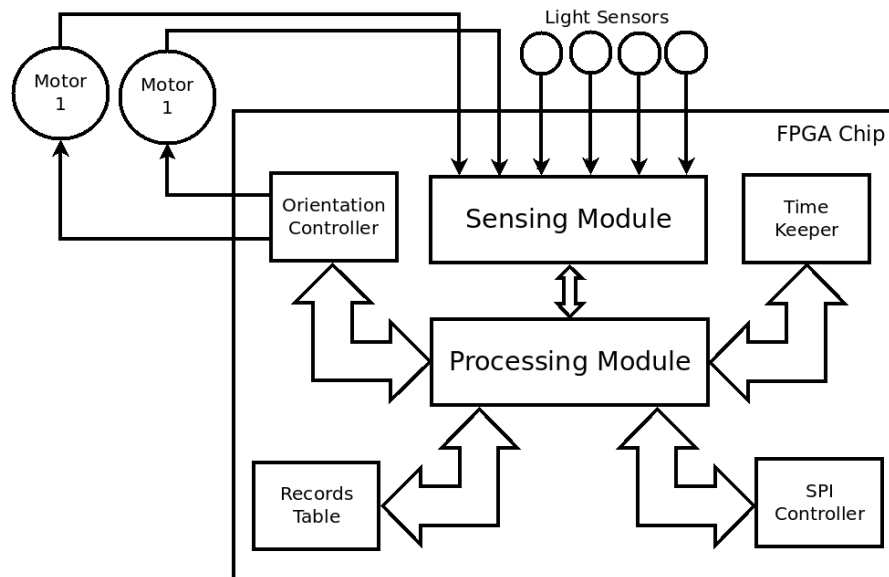 Light Sensors
Motor
1
Motor
1
FPGA Chip
Orientation
Controller
Sensing Module
Time
Keeper
Processing Module
Records
Table
SPI
Controller